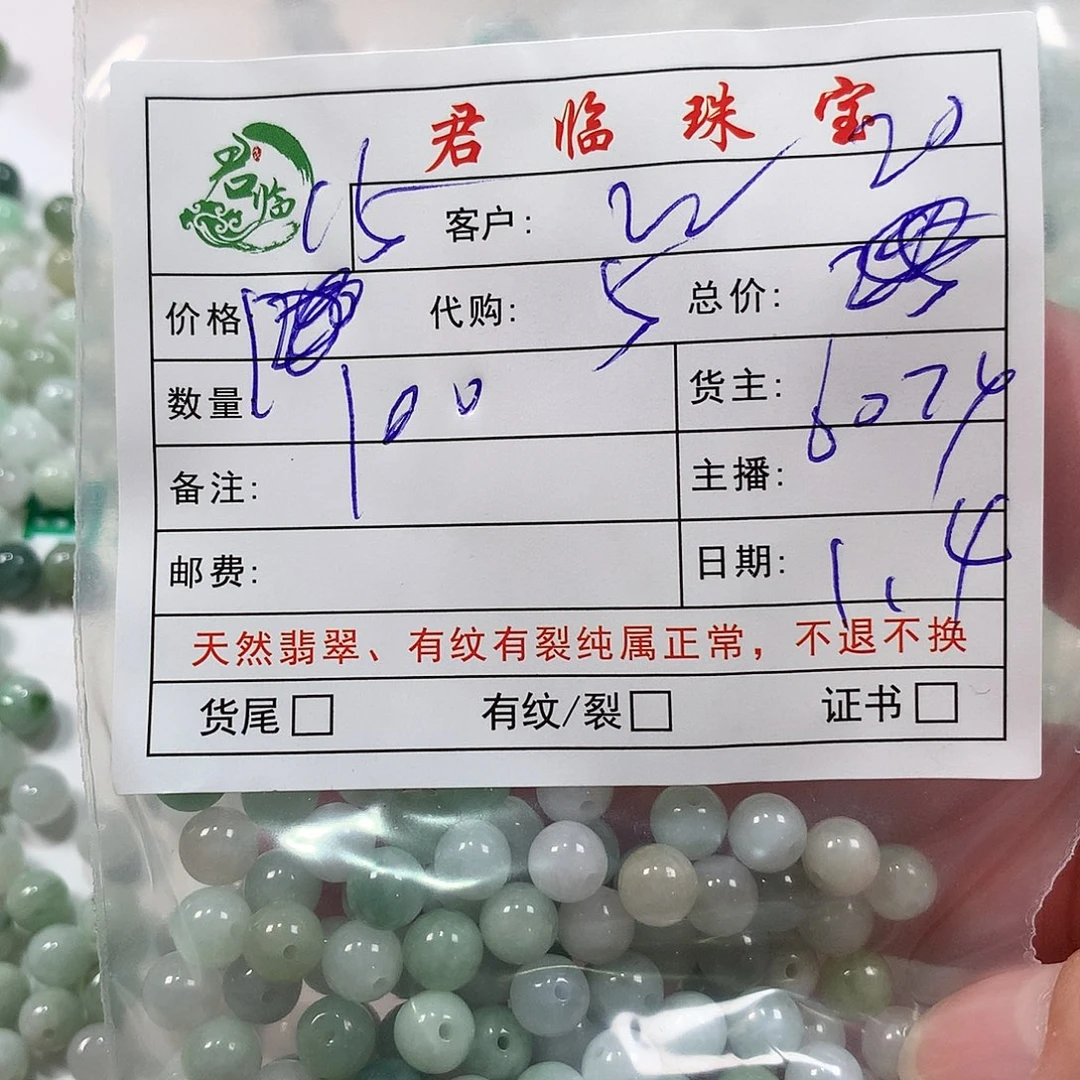 君临珠宝
君临
15 客户: 22 20
价格 代购: 5 总价:
数量 100 货主: 6074
备注: 主播:
邮费: 日期: 1.4
天然翡翠、有纹有裂纯属正常，不退不换
货尾□ 有纹/裂□ 证书□